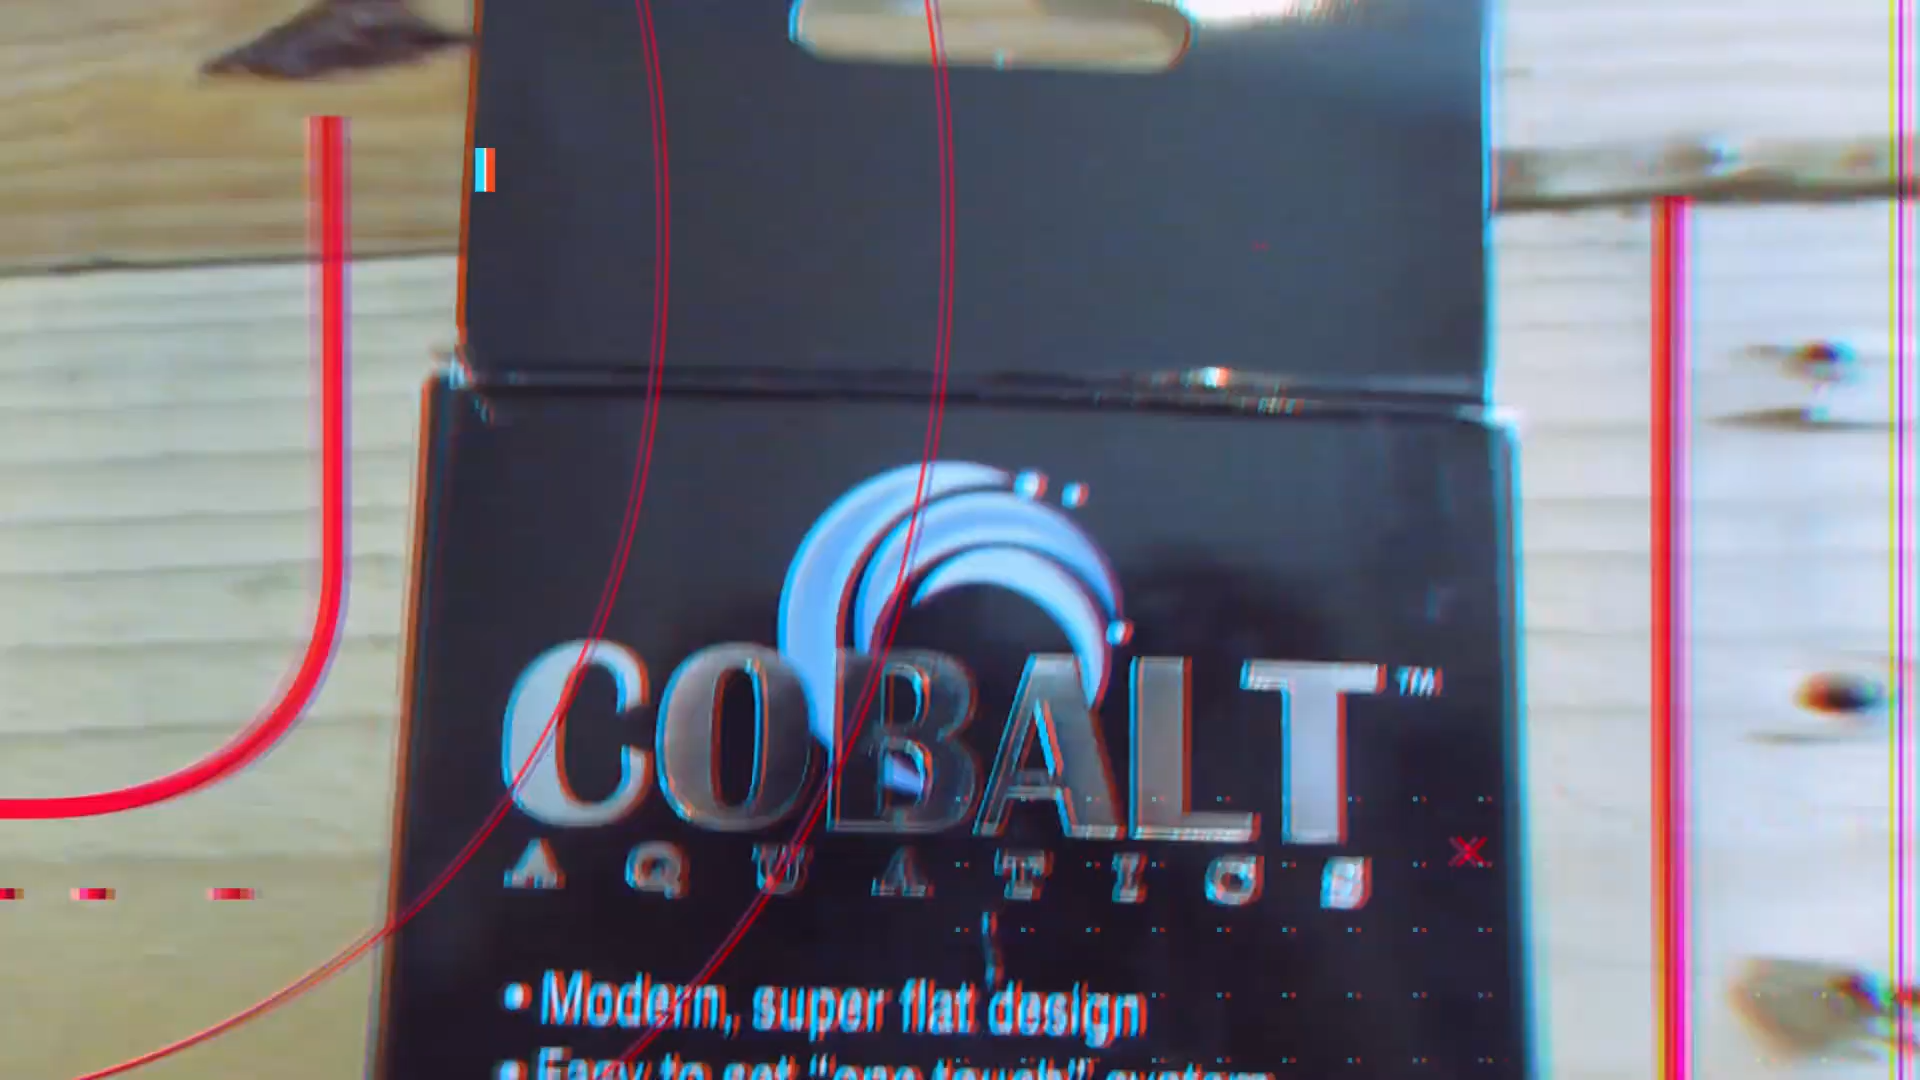 COBALT™
AQUATICS
• Modern, super flat design
• Easy to set "one touch" system